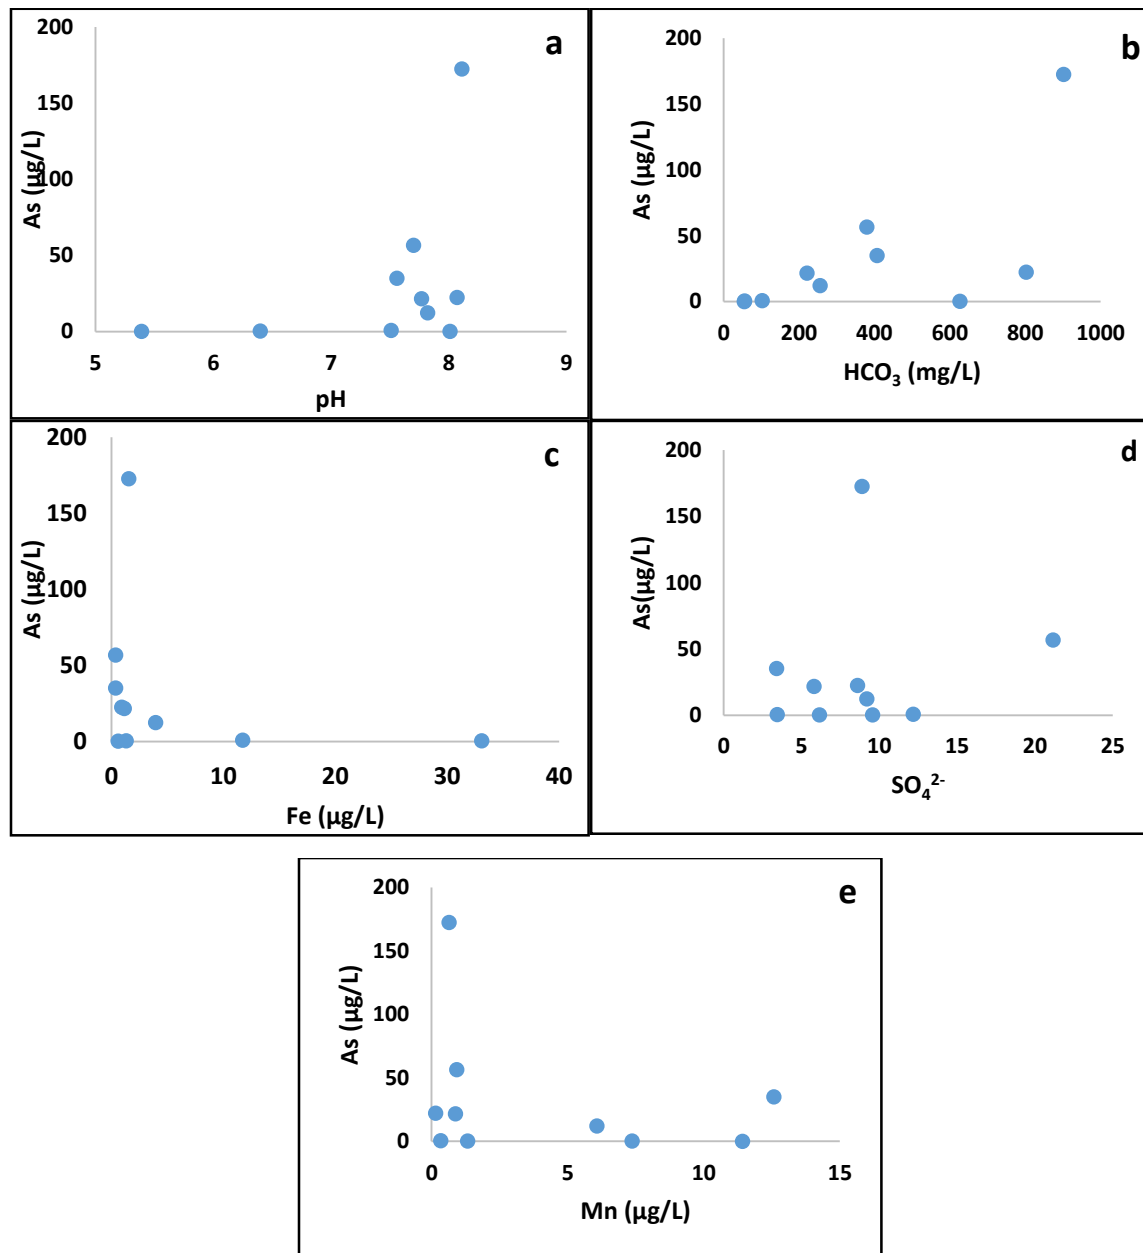 a
200
150
100
50
0
As (µg/L)
5 6 7 8 9
pH
b
200
150
100
50
0
As (µg/L)
0 200 400 600 800 1000
HCO₃ (mg/L)
c
200
150
100
50
0
As (µg/L)
0 10 20 30 40
Fe (µg/L)
d
200
150
100
50
0
As(µg/L)
0 5 10 15 20 25
SO₄²⁻
e
200
150
100
50
0
As (µg/L)
0 5 10 15
Mn (µg/L)